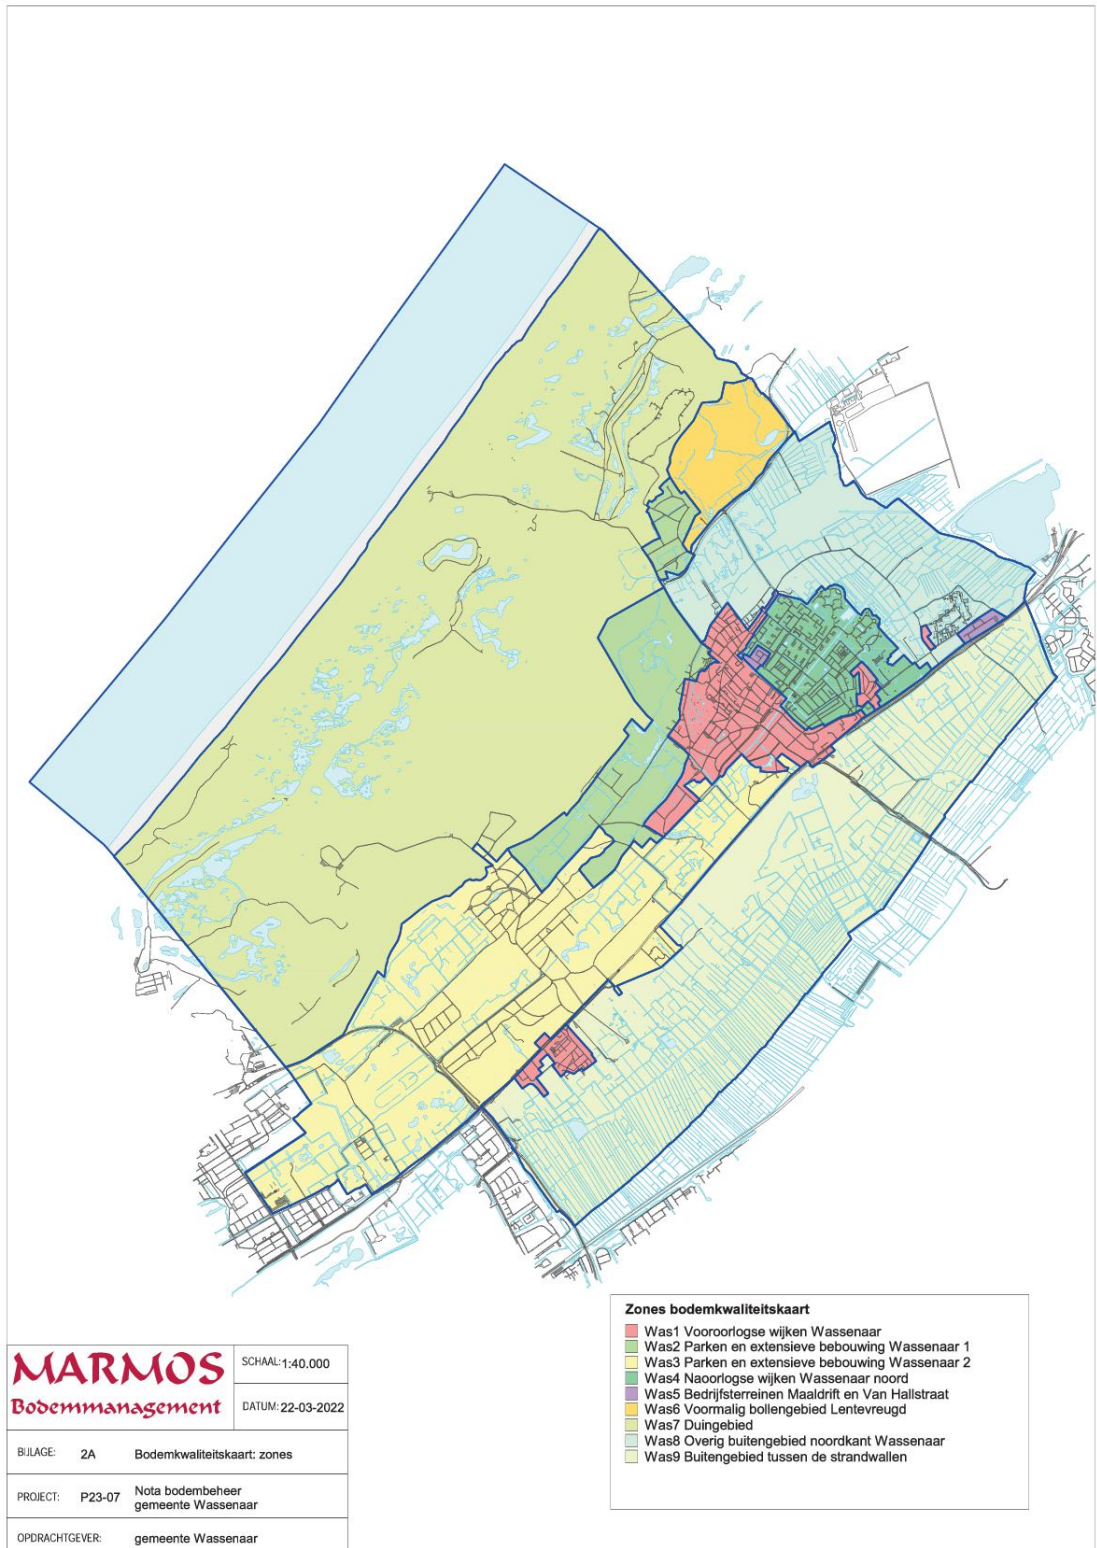 Zones bodemkwaliteitskaart
Was1 Vooroorlogse wijken Wassenaar
Was2 Parken en extensieve bebouwing Wassenaar 1
Was3 Parken en extensieve bebouwing Wassenaar 2
Was4 Naoorlogse wijken Wassenaar noord
Was5 Bedrijfsterreinen Maaldrift en Van Hallstraat
Was6 Voormalig bollengebied Lentevreugd
Was7 Duingebied
Was8 Overig buitengebied noordkant Wassenaar
Was9 Buitengebied tussen de strandwallen
MARMOS
Bodemmanagement
SCHAAL: 1:40.000
DATUM: 22-03-2022
BIJLAGE: 2A Bodemkwaliteitskaart: zones
PROJECT: P23-07 Nota bodembeheer
gemeente Wassenaar
OPDRACHTGEVER: gemeente Wassenaar